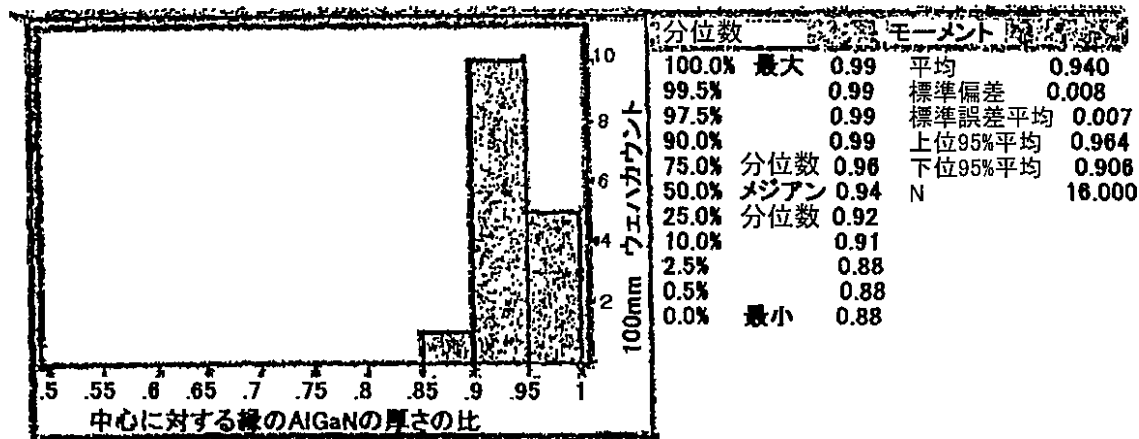 10
8
6
4
2
100mm ウェハカウント
.5 .55 .6 .65 .7 .75 .8 .85 .9 .95 1
中心に対する縁のAlGaNの厚さの比
分位数
100.0% 最大 0.99
99.5% 0.99
97.5% 0.99
90.0% 0.99
75.0% 分位数 0.96
50.0% メジアン 0.94
25.0% 分位数 0.92
10.0% 0.91
2.5% 0.88
0.5% 0.88
0.0% 最小 0.88
モーメント
平均 0.940
標準偏差 0.008
標準誤差平均 0.007
上位95%平均 0.964
下位95%平均 0.906
N 16.000